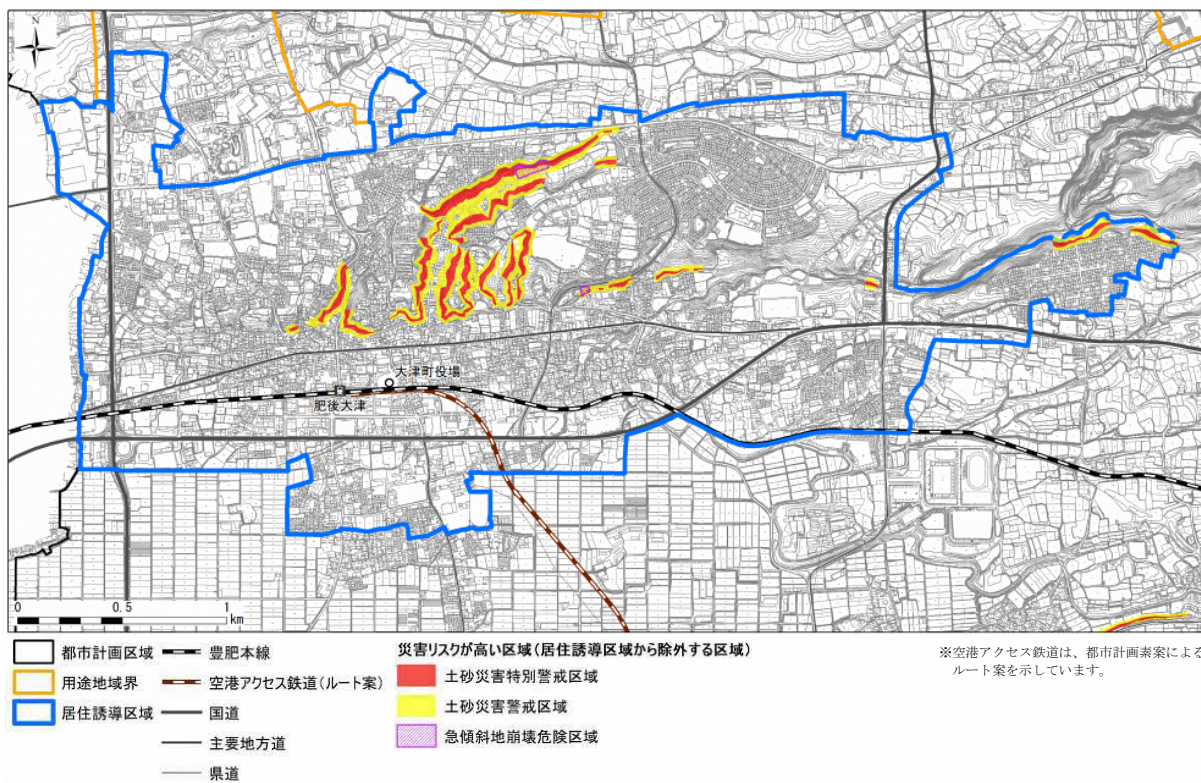 N
大津町役場
肥後大津
0 0.5 1
km
都市計画区域
用途地域界
居住誘導区域
豊肥本線
空港アクセス鉄道(ルート案)
国道
主要地方道
県道
災害リスクが高い区域(居住誘導区域から除外する区域)
土砂災害特別警戒区域
土砂災害警戒区域
急傾斜地崩壊危険区域
※空港アクセス鉄道は、都市計画素案による
ルート案を示しています。